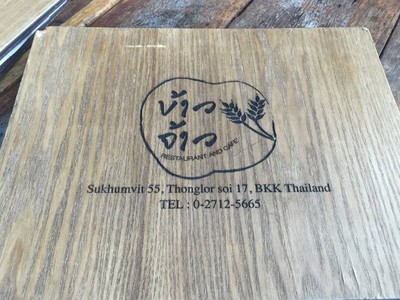 ข้าว
จ้าว
RESTAURANT AND CAFE
Sukhumvit 55, Thonglor soi 17, BKK Thailand
TEL : 0-2712-5665